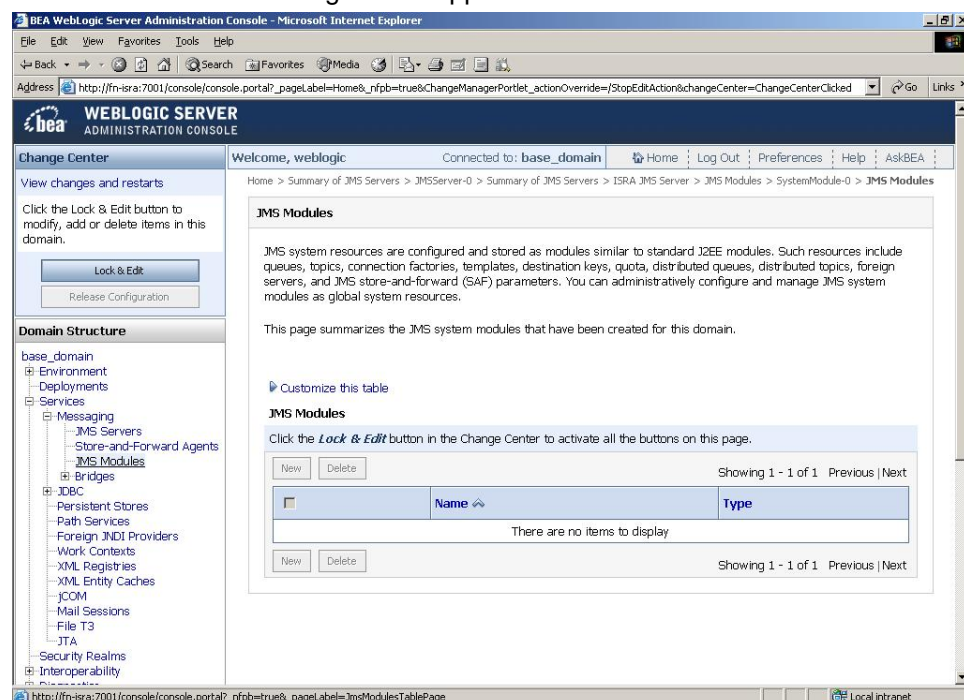 BEA WebLogic Server Administration Console - Microsoft Internet Explorer
File Edit View Favorites Tools Help
Back Search Favorites Media
Address http://fn-isra:7001/console/console.portal?_pageLabel=Home&_nfpb=true&ChangeManagerPortlet_actionOverride=/StopEditAction&changeCenter=ChangeCenterClicked Go Links
bea WEBLOGIC SERVER
ADMINISTRATION CONSOLE
Change Center
View changes and restarts
Click the Lock & Edit button to
modify, add or delete items in this
domain.
Lock & Edit
Release Configuration
Domain Structure
base_domain
Environment
Deployments
Services
Messaging
JMS Servers
Store-and-Forward Agents
JMS Modules
Bridges
JDBC
Persistent Stores
Path Services
Foreign JNDI Providers
Work Contexts
XML Registries
XML Entity Caches
jCOM
Mail Sessions
File T3
JTA
Security Realms
Interoperability
Welcome, weblogic Connected to: base_domain Home Log Out Preferences Help AskBEA
Home > Summary of JMS Servers > JMSServer-0 > Summary of JMS Servers > ISRA JMS Server > JMS Modules > SystemModule-0 > JMS Modules
JMS Modules
JMS system resources are configured and stored as modules similar to standard J2EE modules. Such resources include
queues, topics, connection factories, templates, destination keys, quota, distributed queues, distributed topics, foreign
servers, and JMS store-and-forward (SAF) parameters. You can administratively configure and manage JMS system
modules as global system resources.
This page summarizes the JMS system modules that have been created for this domain.
Customize this table
JMS Modules
Click the Lock & Edit button in the Change Center to activate all the buttons on this page.
New Delete Showing 1 - 1 of 1 Previous | Next
Name Type
There are no items to display
New Delete Showing 1 - 1 of 1 Previous | Next
http://fn-isra:7001/console/console.portal?_nfpb=true&_pageLabel=JmsModulesTablePage Local intranet